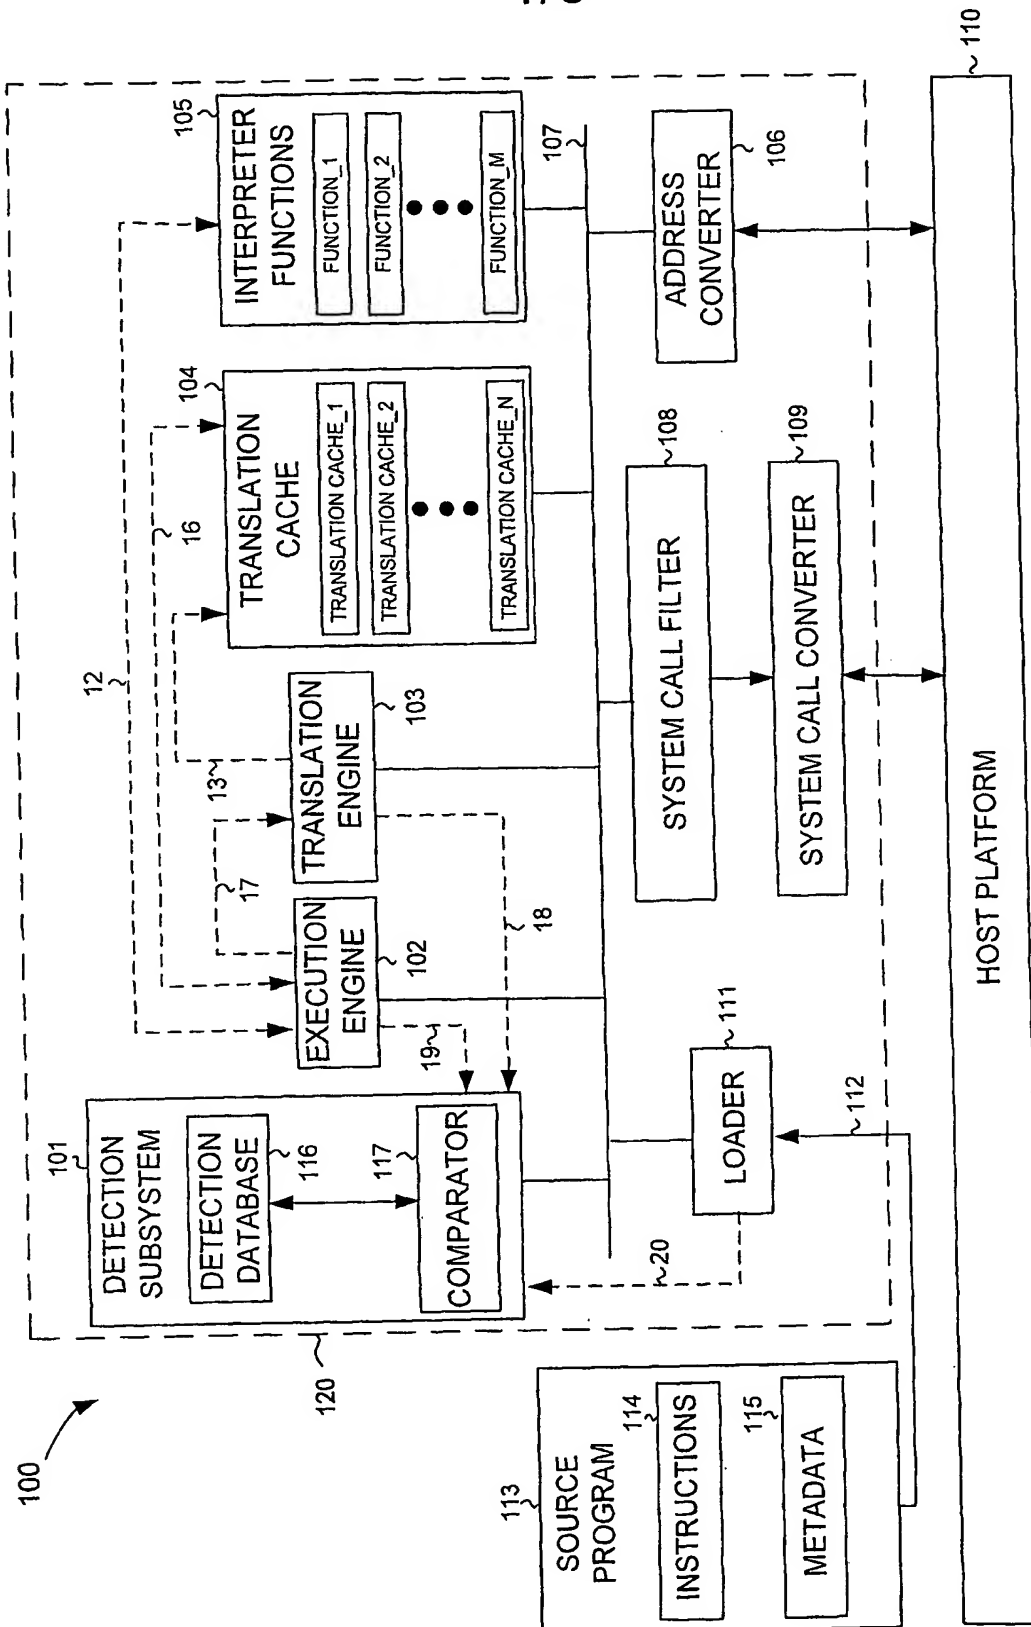 100
120
101
DETECTION
SUBSYSTEM
DETECTION
DATABASE
116
117
COMPARATOR
12
16
17
13
19
18
20
EXECUTION
ENGINE
102
TRANSLATION
ENGINE
103
104
TRANSLATION
CACHE
TRANSLATION CACHE_1
TRANSLATION CACHE_2
TRANSLATION CACHE_N
105
INTERPRETER
FUNCTIONS
FUNCTION_1
FUNCTION_2
FUNCTION_M
107
113
SOURCE
PROGRAM
114
INSTRUCTIONS
115
METADATA
LOADER
111
112
SYSTEM CALL FILTER
108
SYSTEM CALL CONVERTER
109
ADDRESS
CONVERTER
106
HOST PLATFORM
110